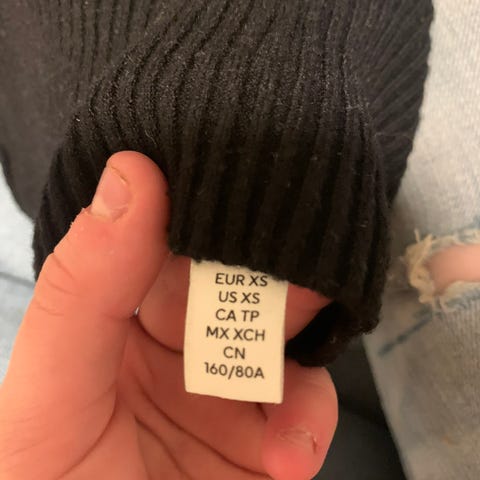 EUR XS
US XS
CA TP
MX XCH
CN
160/80A